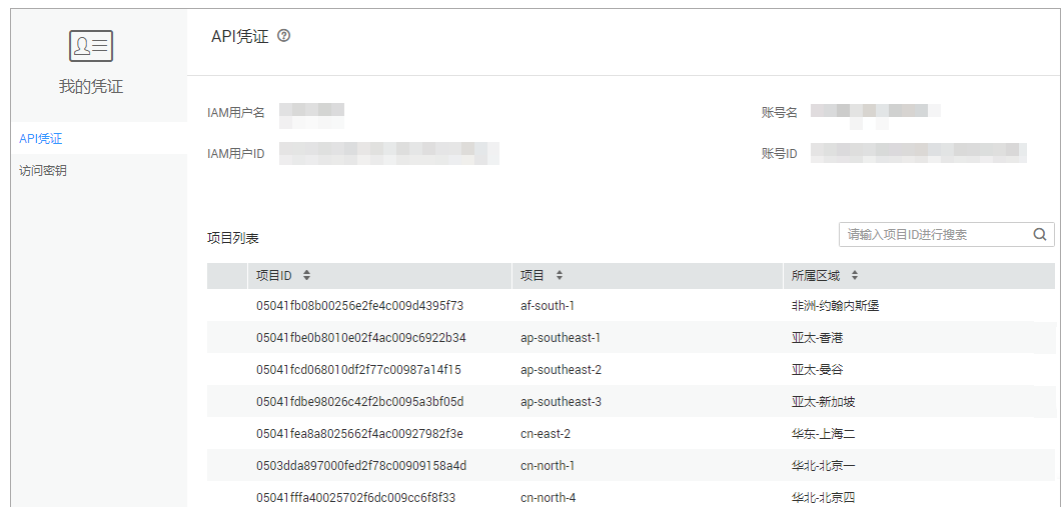 API凭证
我的凭证
API凭证
访问密钥
IAM用户名
账号名
IAM用户ID
账号ID
项目列表
请输入项目ID进行搜索
项目ID 项目 所属区域
05041fb08b00256e2fe4c009d4395f73 af-south-1 非洲-约翰内斯堡
05041fbe0b8010e02f4ac009c6922b34 ap-southeast-1 亚太-香港
05041fcd068010df2f77c00987a14f15 ap-southeast-2 亚太-曼谷
05041fdbe98026c42f2bc0095a3bf05d ap-southeast-3 亚太-新加坡
05041fea8a8025662f4ac00927982f3e cn-east-2 华东-上海二
0503dda897000fed2f78c00909158a4d cn-north-1 华北-北京一
05041fffa40025702f6dc009cc6f8f33 cn-north-4 华北-北京四